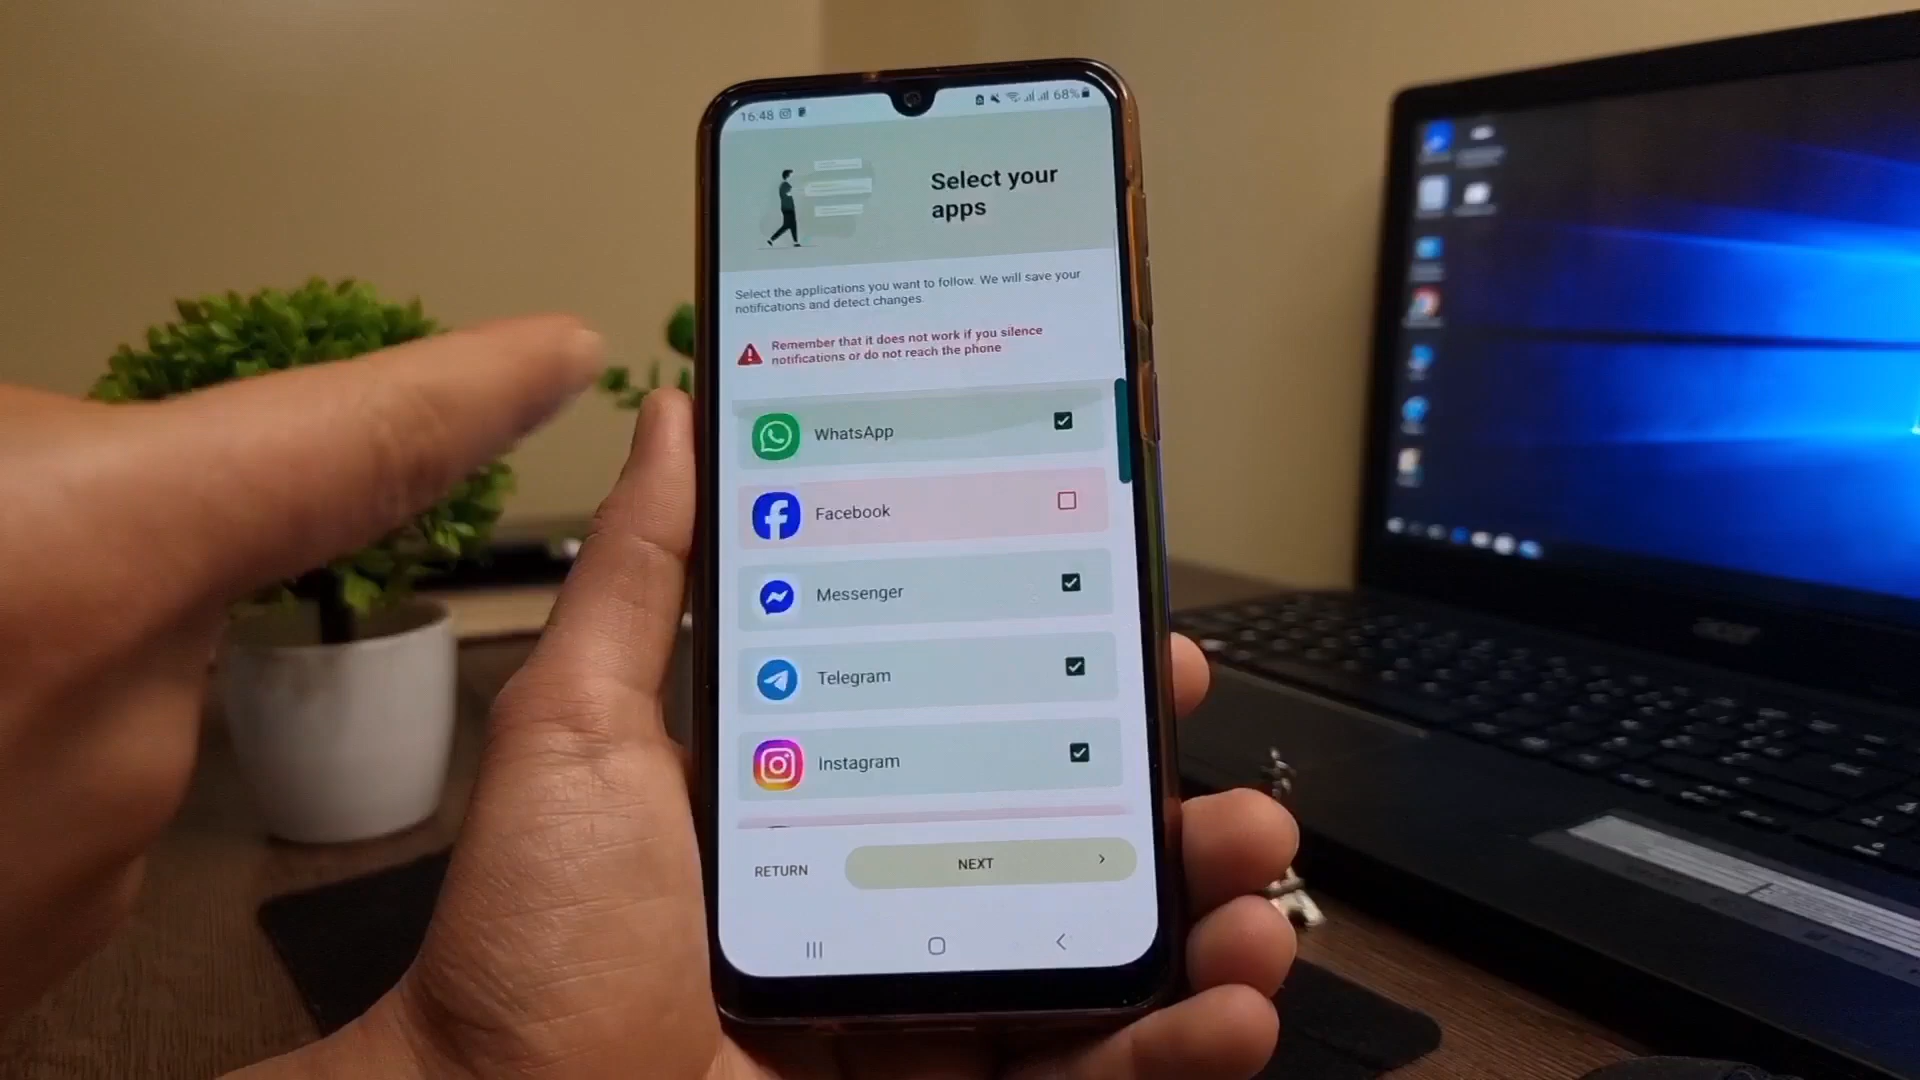 16:48 68%
Select your
apps
Select the applications you want to follow. We will save your
notifications and detect changes.
Remember that it does not work if you silence
notifications or do not reach the phone
WhatsApp
Facebook
Messenger
Telegram
Instagram
RETURN NEXT
acer